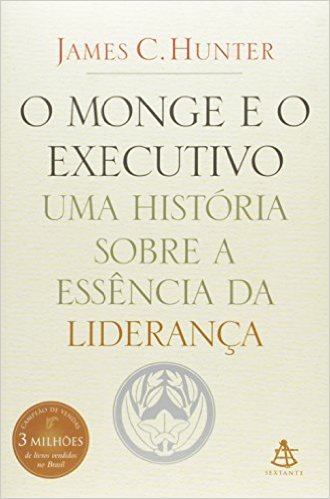 JAMES C. HUNTER
O MONGE E O
EXECUTIVO
UMA HISTÓRIA
SOBRE A
ESSÊNCIA DA
LIDERANÇA
CAMPEÃO DE VENDAS
3 MILHÕES
de livros vendidos
no Brasil
SEXTANTE